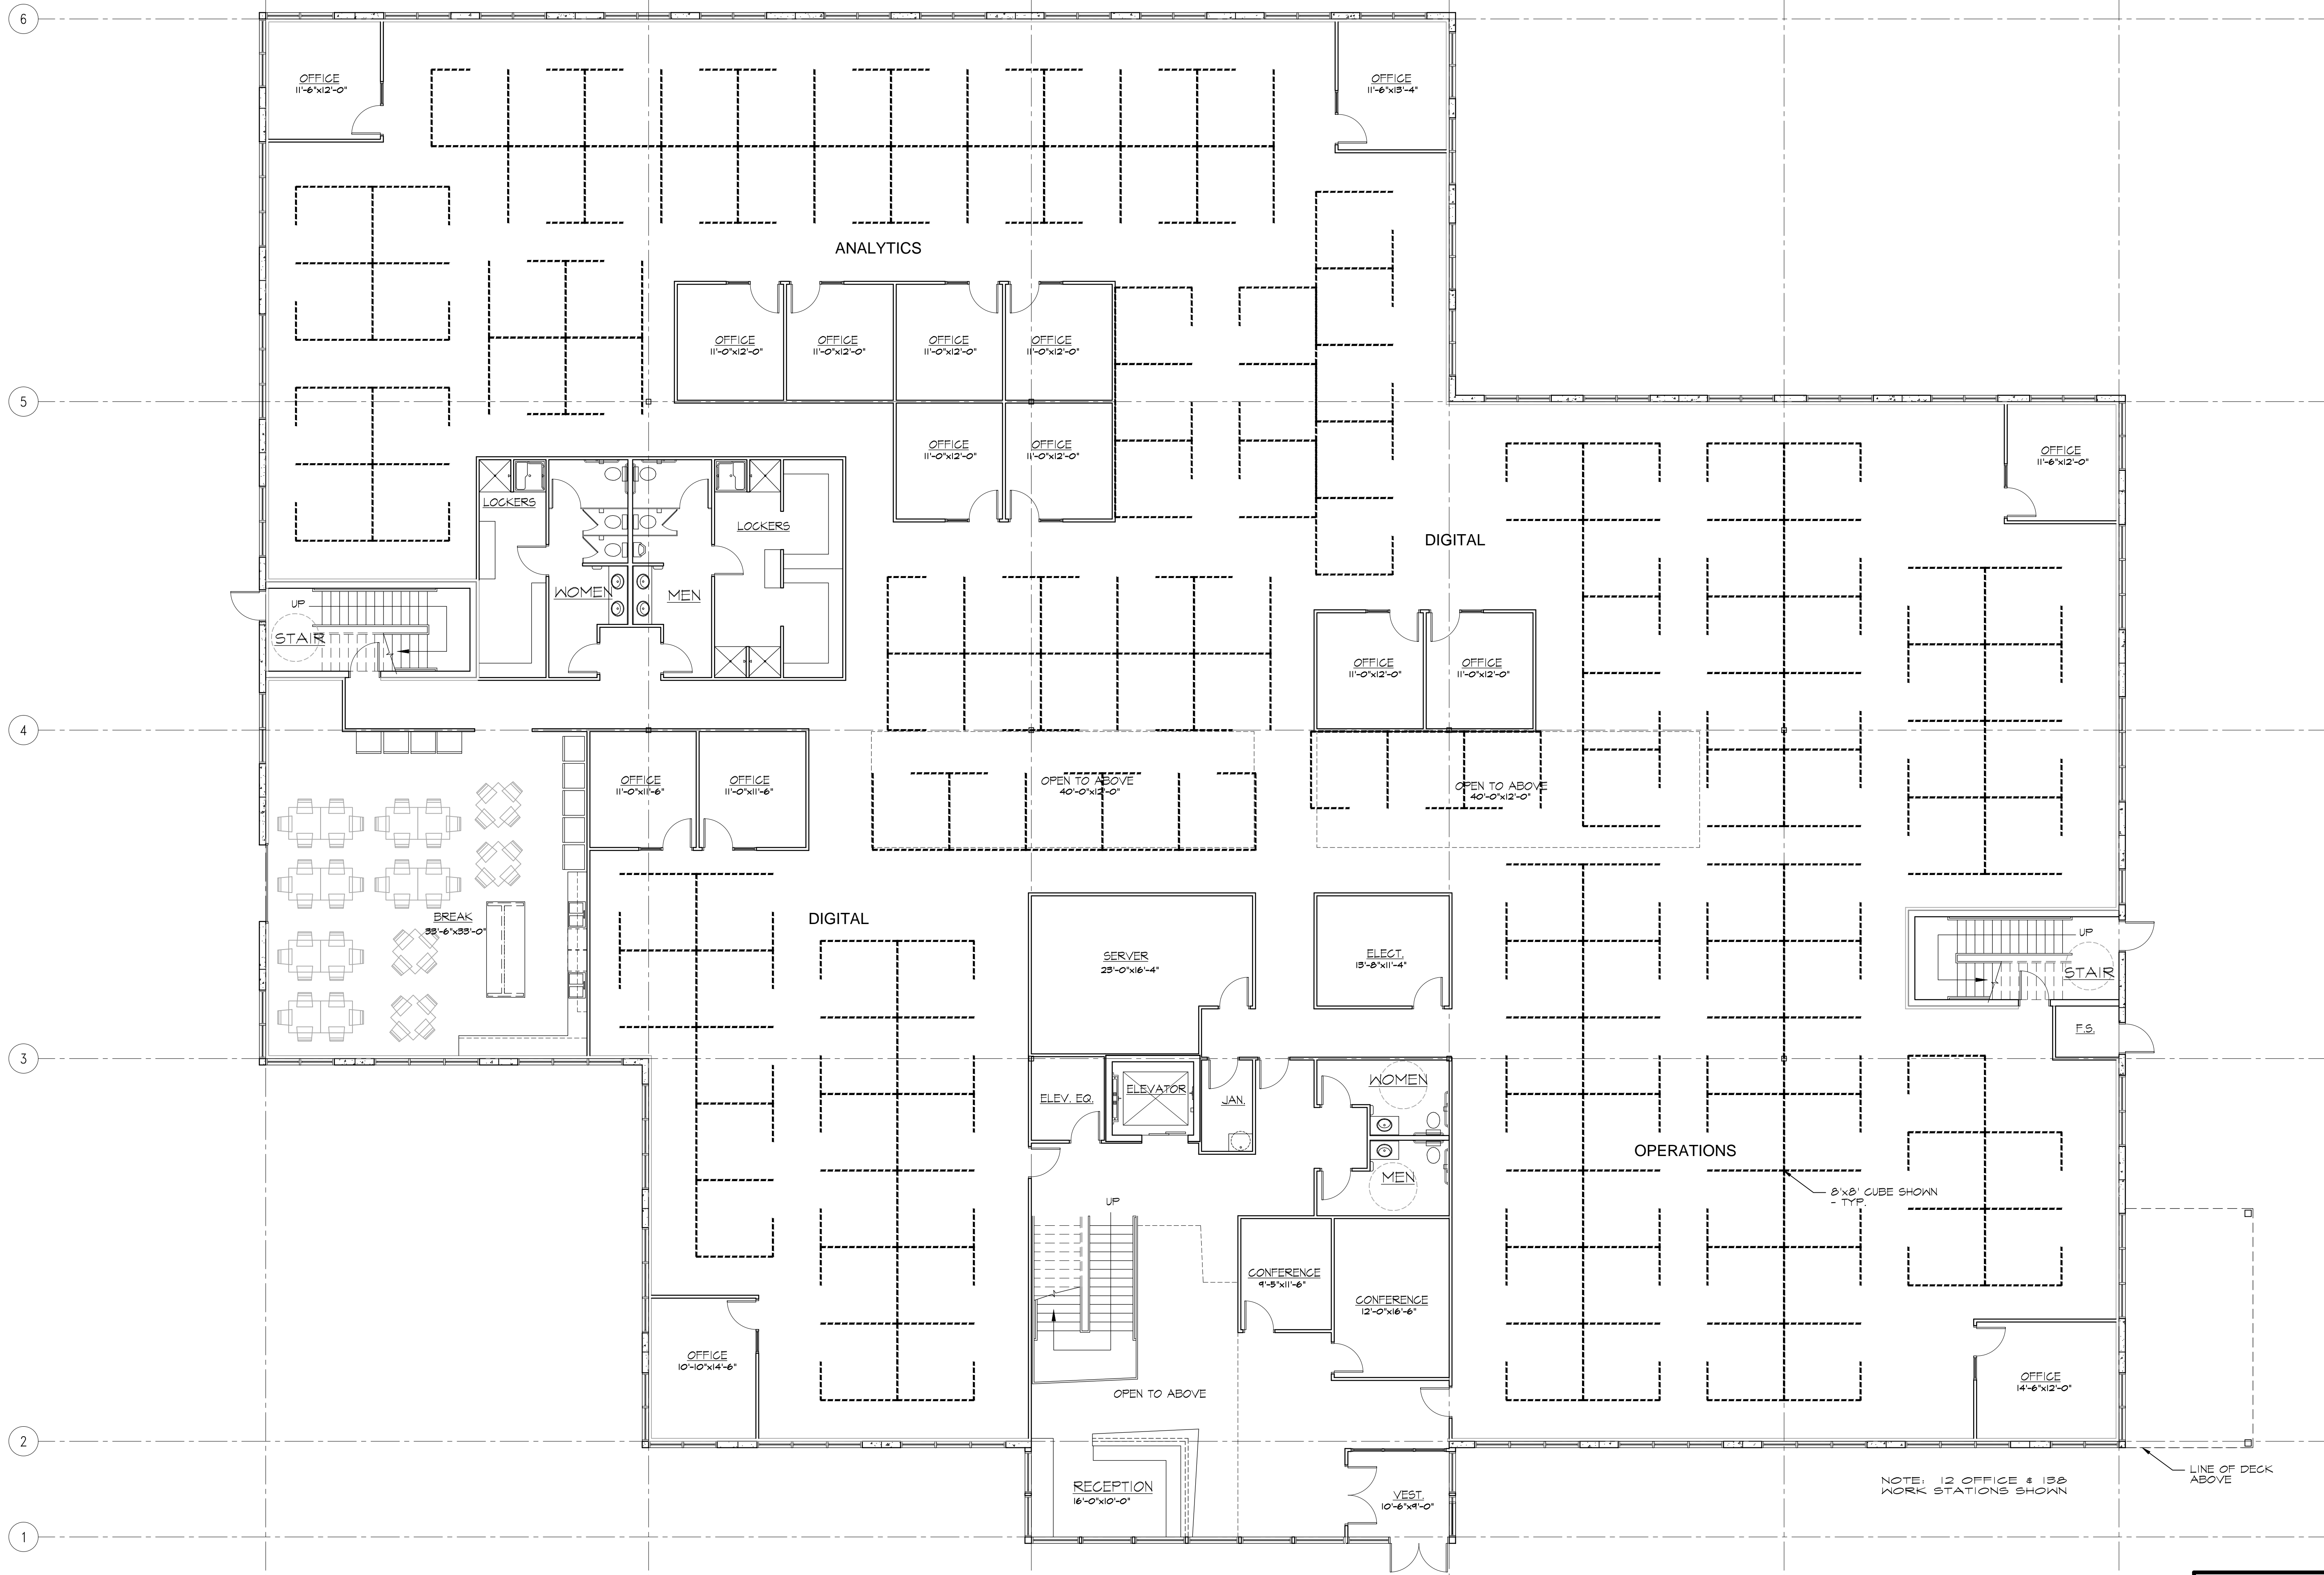 6
OFFICE
11'-6"x12'-0"
OFFICE
11'-6"x13'-4"
ANALYTICS
OFFICE
11'-0"x12'-0"
OFFICE
11'-0"x12'-0"
OFFICE
11'-0"x12'-0"
OFFICE
11'-0"x12'-0"
5
OFFICE
11'-0"x12'-0"
OFFICE
11'-0"x12'-0"
OFFICE
11'-6"x12'-0"
LOCKERS
LOCKERS
DIGITAL
WOMEN
MEN
UP
STAIR
OFFICE
11'-0"x12'-0"
OFFICE
11'-0"x12'-0"
4
OFFICE
11'-0"x11'-6"
OFFICE
11'-0"x11'-6"
OPEN TO ABOVE
40'-0"x12'-0"
OPEN TO ABOVE
40'-0"x12'-0"
BREAK
33'-6"x33'-0"
DIGITAL
SERVER
23'-0"x16'-4"
ELECT.
13'-8"x11'-4"
UP
STAIR
F.S.
3
ELEV. EQ.
ELEVATOR
JAN.
WOMEN
MEN
OPERATIONS
8'x8' CUBE SHOWN
- TYP.
UP
CONFERENCE
9'-5"x11'-6"
CONFERENCE
12'-0"x16'-6"
OFFICE
10'-10"x14'-6"
OPEN TO ABOVE
OFFICE
14'-6"x12'-0"
2
RECEPTION
16'-0"x10'-0"
VEST.
10'-6"x9'-0"
NOTE: 12 OFFICE & 138
WORK STATIONS SHOWN
LINE OF DECK
ABOVE
1